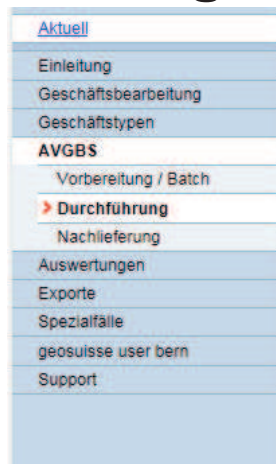 Aktuell
Einleitung
Geschäftsbearbeitung
Geschäftstypen
AVGBS
Vorbereitung / Batch
Durchführung
Nachlieferung
Auswertungen
Exporte
Spezialfälle
geosuisse user bern
Support